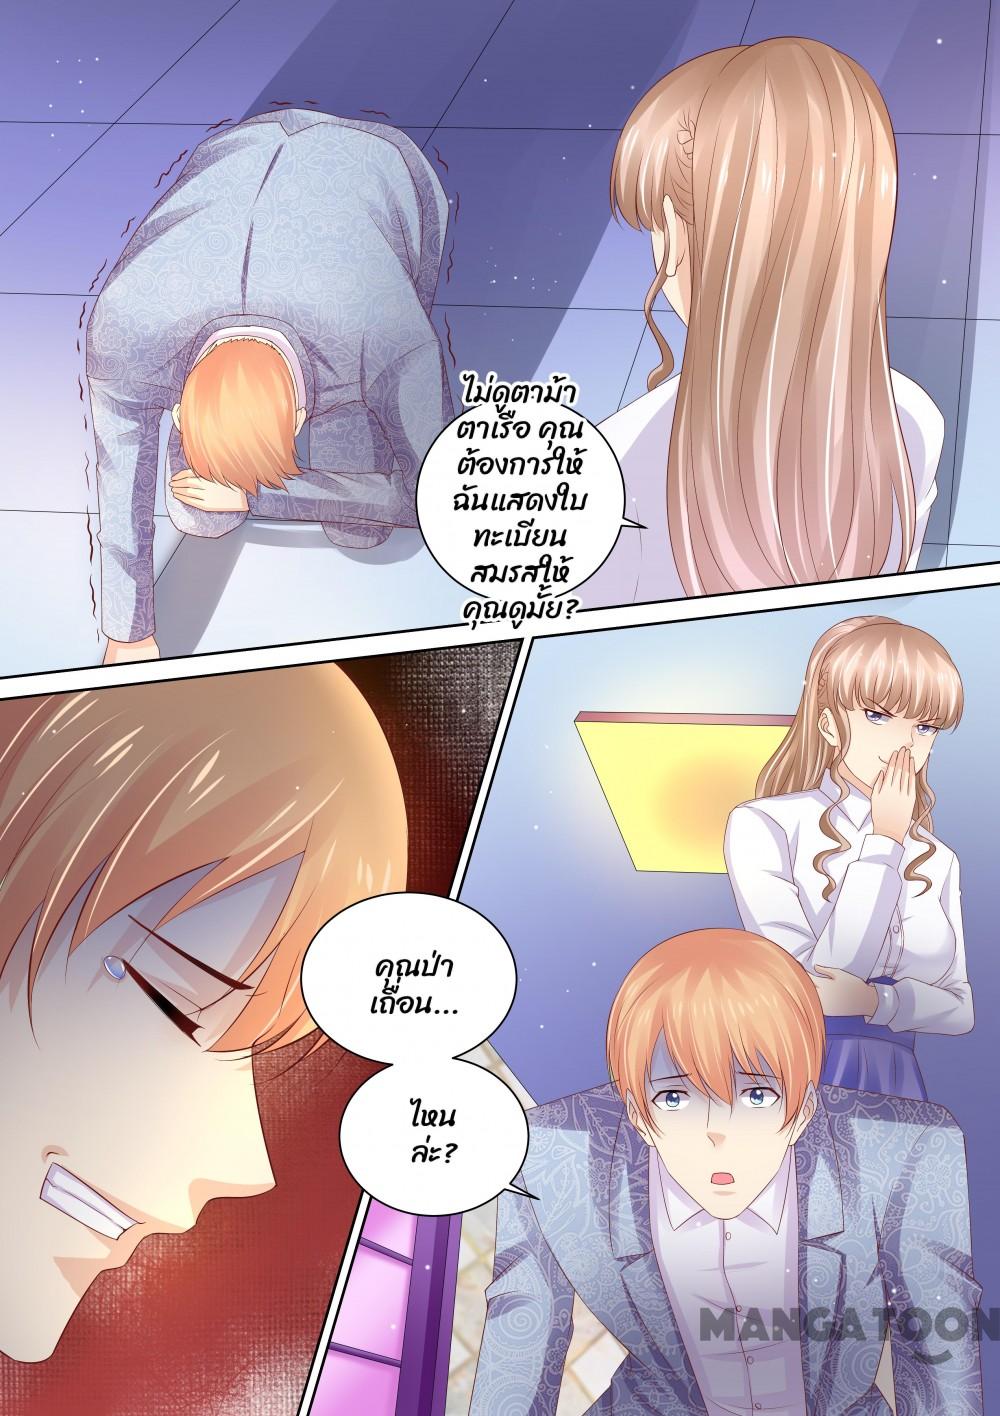 ไม่ดูตาม้า
ตาเรือ คุณ
ต้องการให้
ฉันแสดงใบ
ทะเบียน
สมรสให้
คุณดูมั้ย?
คุณป่า
เถื่อน...
ไหน
ล่ะ?
MANGATOON